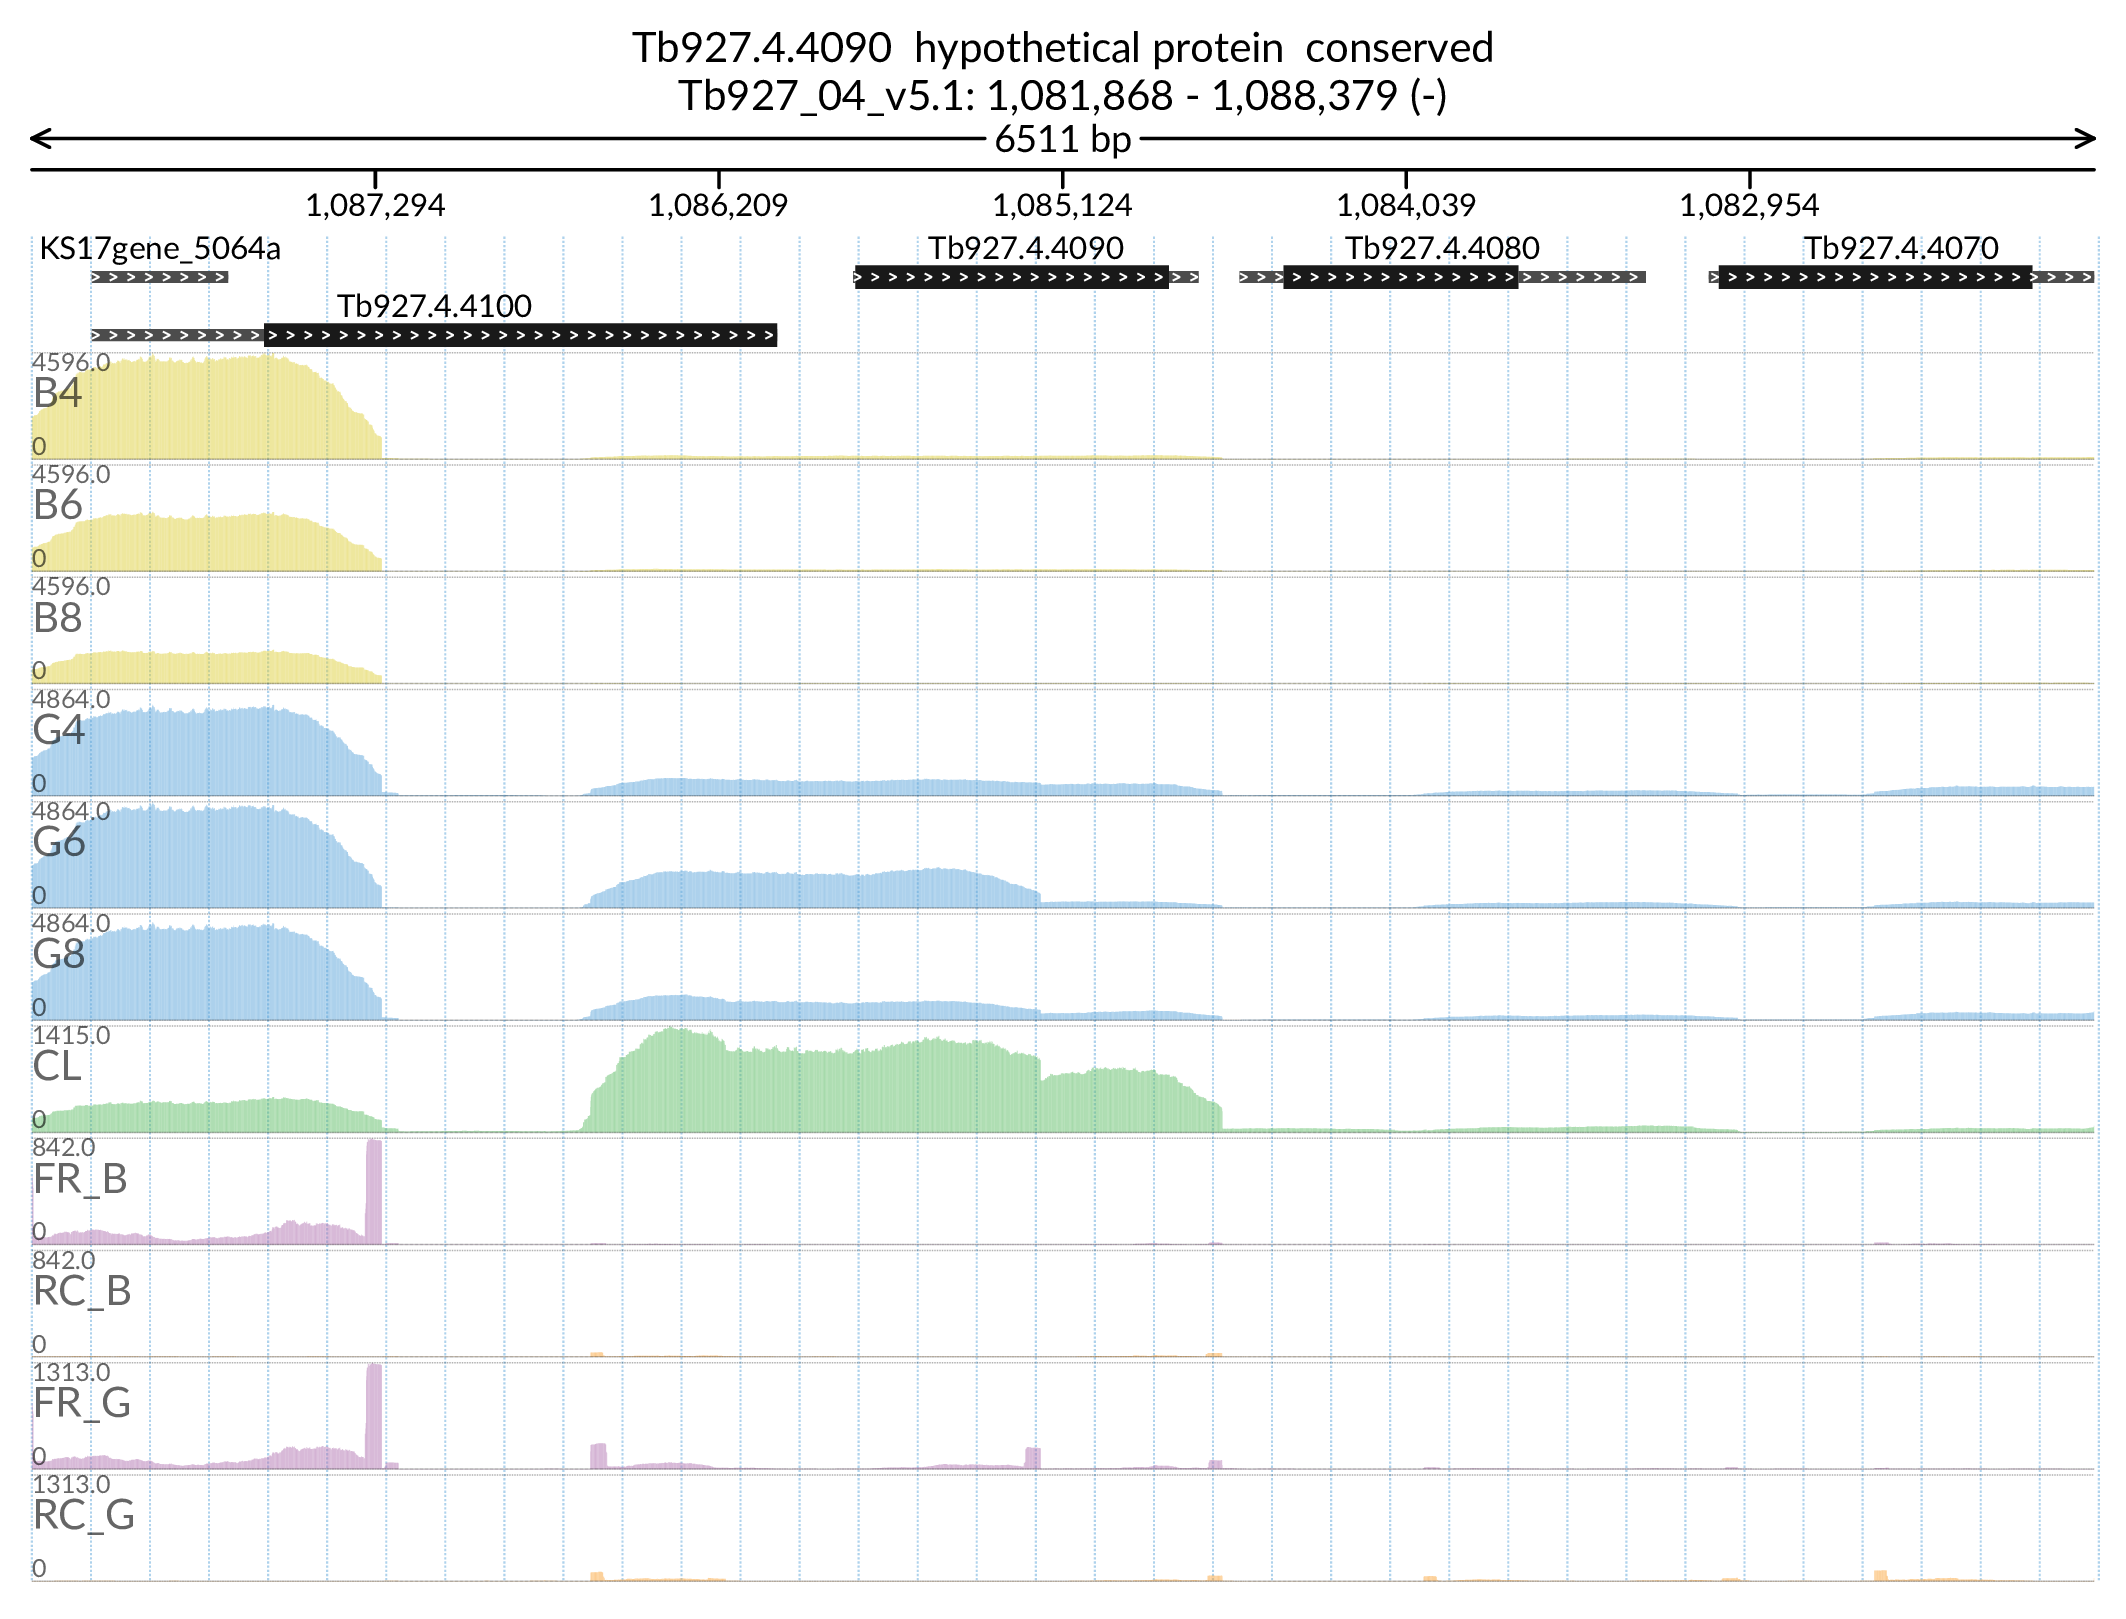 Tb927.4.4090 hypothetical protein conserved
Tb927_04_v5.1: 1,081,868 - 1,088,379 (-)
6511 bp
1,087,294 1,086,209 1,085,124 1,084,039 1,082,954
KS17gene_5064a Tb927.4.4090 Tb927.4.4080 Tb927.4.4070
Tb927.4.4100
4596.0
B4
0
4596.0
B6
0
4596.0
B8
0
4864.0
G4
0
4864.0
G6
0
4864.0
G8
0
1415.0
CL
0
842.0
FR_B
0
842.0
RC_B
0
1313.0
FR_G
0
1313.0
RC_G
0